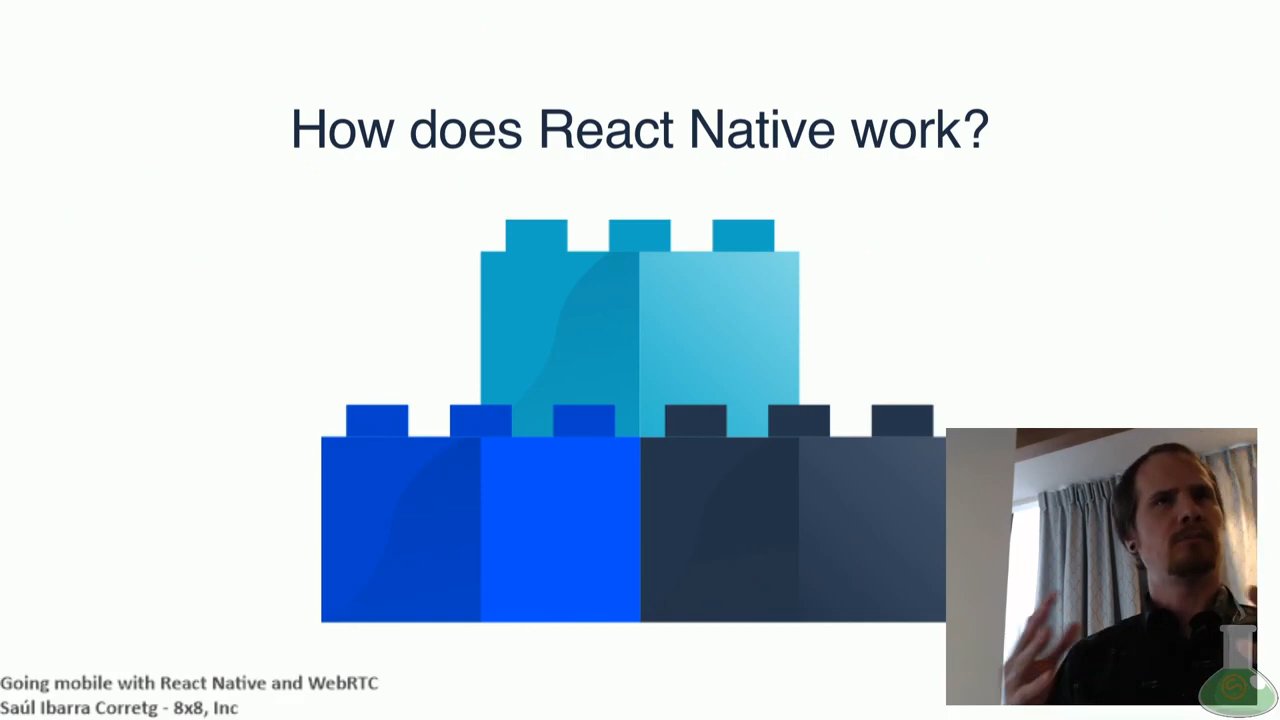 How does React Native work?
Going mobile with React Native and WebRTC
Saúl Ibarra Corretg - 8x8, Inc